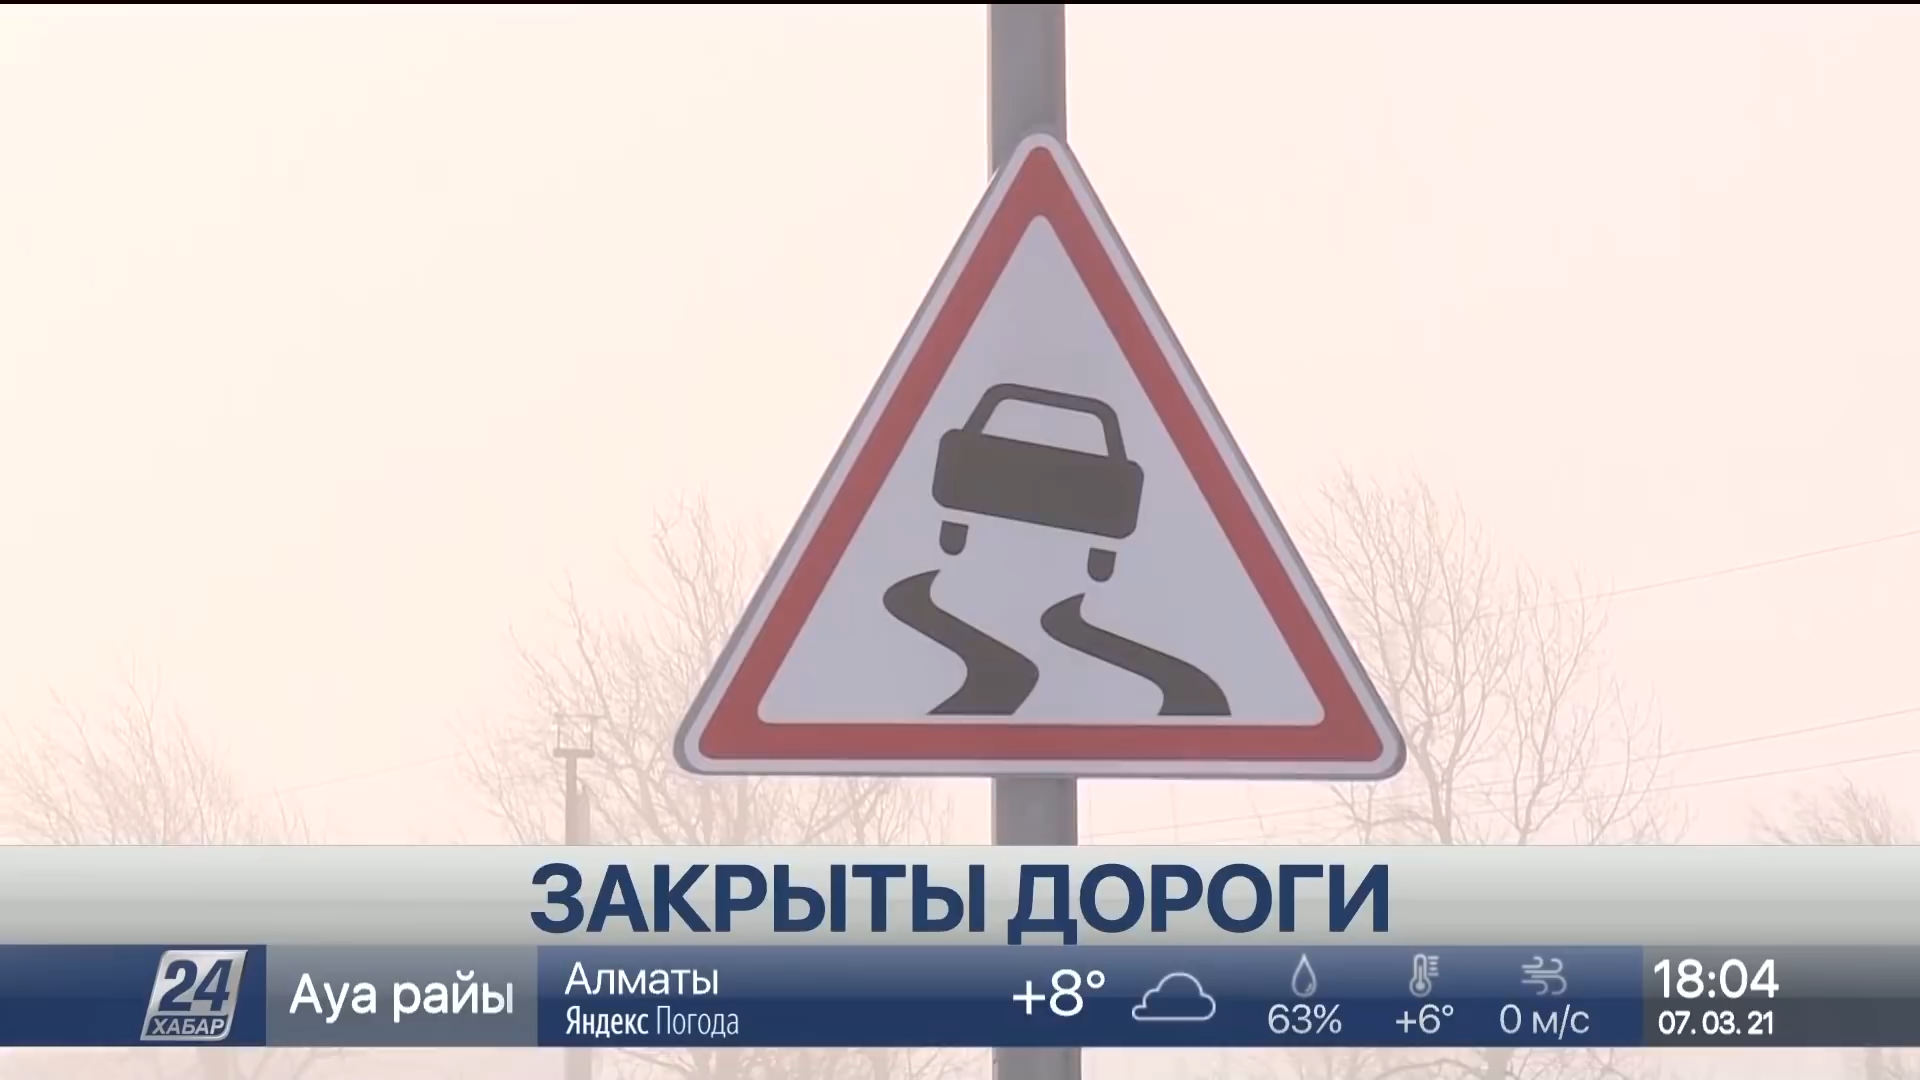 ЗАКРЫТЫ ДОРОГИ
24
ХАБАР
Ауа райы
Алматы
Яндекс Погода
+8°
63%
+6°
0 м/с
18:04
07. 03. 21